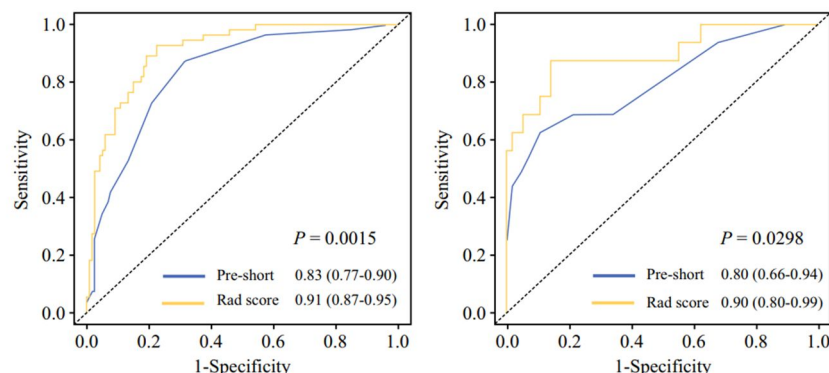 Sensitivity
1.0
0.8
0.6
0.4
0.2
0.0
P = 0.0015
Pre-short 0.83 (0.77-0.90)
Rad score 0.91 (0.87-0.95)
0.0 0.2 0.4 0.6 0.8 1.0
1-Specificity
Sensitivity
1.0
0.8
0.6
0.4
0.2
0.0
P = 0.0298
Pre-short 0.80 (0.66-0.94)
Rad score 0.90 (0.80-0.99)
0.0 0.2 0.4 0.6 0.8 1.0
1-Specificity